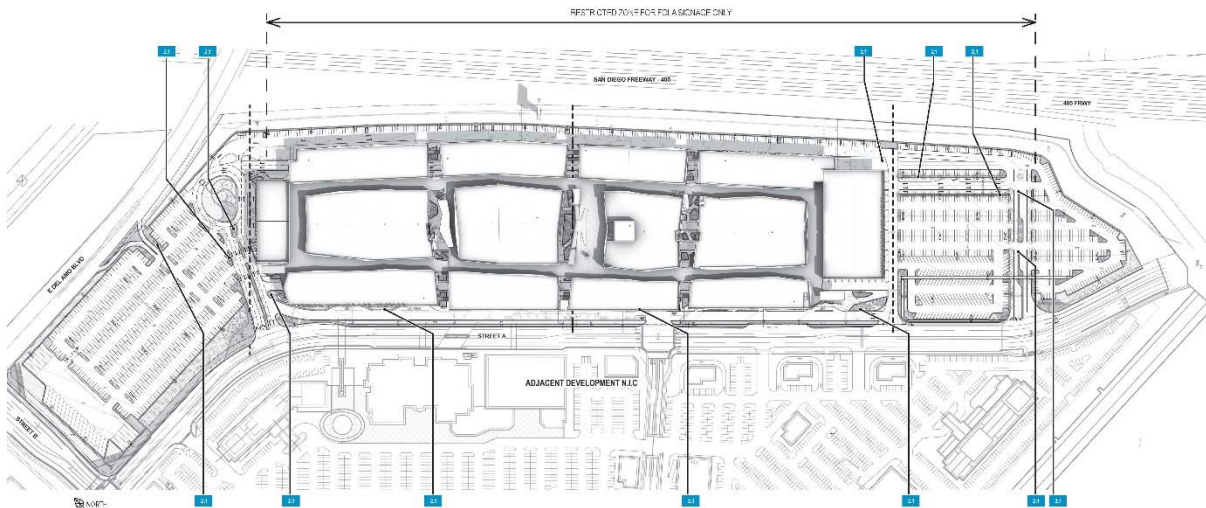 RESTRICTED ZONE FOR FOLA SIGNAGE ONLY
2.1 2.1 2.1 2.1 2.1
SAN DIEGO FREEWAY - 405
405 FRWY
E DEL AMO BLVD
STREET A
ADJACENT DEVELOPMENT N.I.C
STREET B
2.1 2.1 2.1 2.1 2.1 2.1 2.1
NORTH